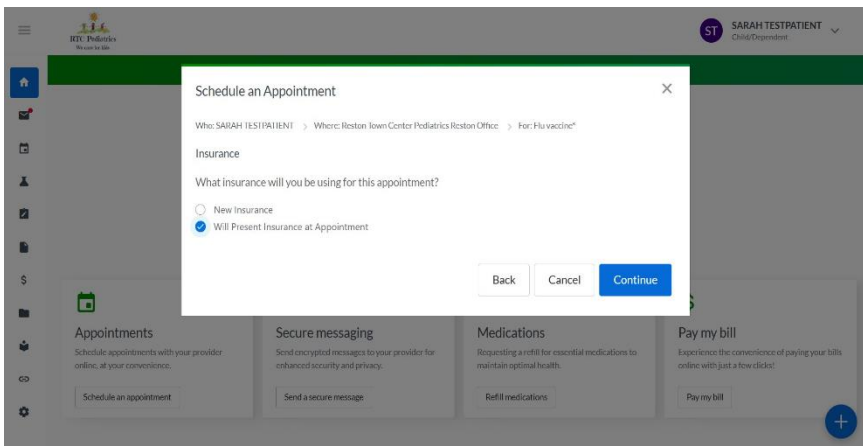 RTC Pediatrics
We care for kids
ST
SARAH TESTPATIENT
Child/Dependent
Schedule an Appointment
Who: SARAH TESTPATIENT > Where: Reston Town Center Pediatrics Reston Office > For: Flu vaccine*
Insurance
What insurance will you be using for this appointment?
New Insurance
Will Present Insurance at Appointment
Back Cancel Continue
Appointments
Schedule appointments with your provider
online, at your convenience.
Schedule an appointment
Secure messaging
Send encrypted messages to your provider for
enhanced security and privacy.
Send a secure message
Medications
Requesting a refill for essential medications to
maintain optimal health.
Refill medications
Pay my bill
Experience the convenience of paying your bills
online with just a few clicks!
Pay my bill